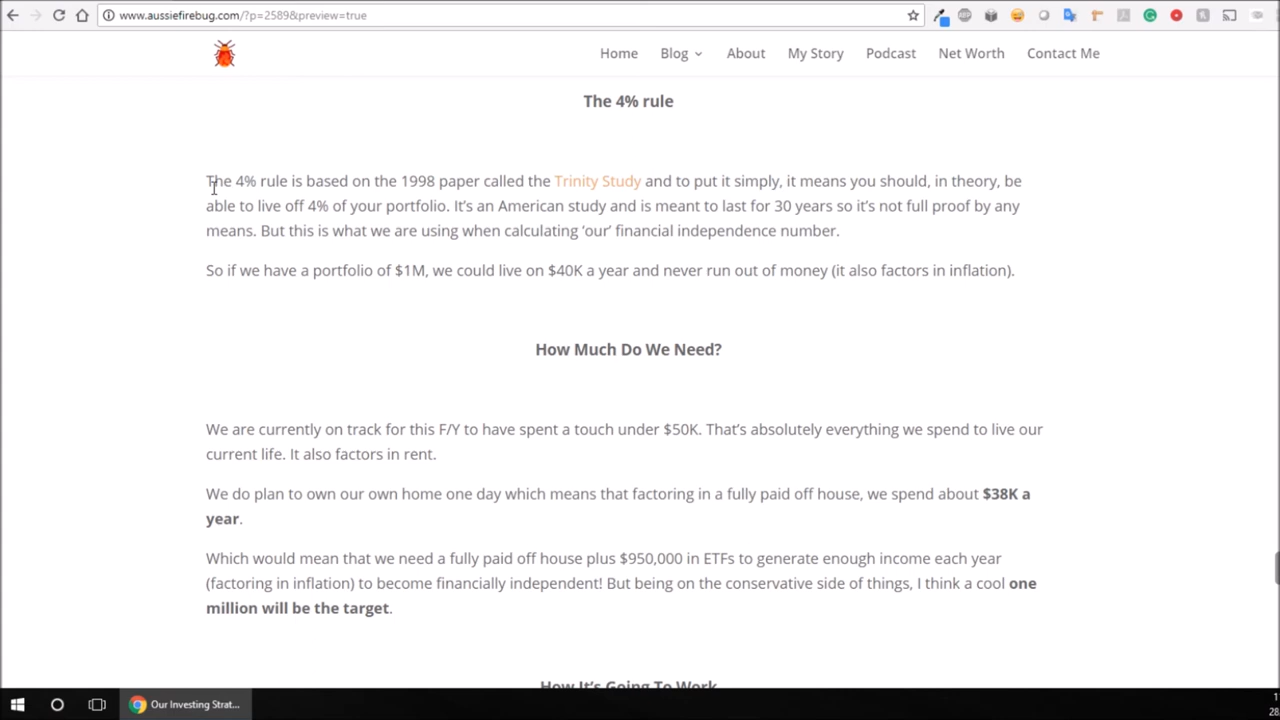 www.aussiefirebug.com/?p=2589&preview=true
Home Blog About My Story Podcast Net Worth Contact Me
The 4% rule
The 4% rule is based on the 1998 paper called the Trinity Study and to put it simply, it means you should, in theory, be
able to live off 4% of your portfolio. It’s an American study and is meant to last for 30 years so it’s not full proof by any
means. But this is what we are using when calculating ‘our’ financial independence number.
So if we have a portfolio of $1M, we could live on $40K a year and never run out of money (it also factors in inflation).
How Much Do We Need?
We are currently on track for this F/Y to have spent a touch under $50K. That’s absolutely everything we spend to live our
current life. It also factors in rent.
We do plan to own our own home one day which means that factoring in a fully paid off house, we spend about $38K a
year.
Which would mean that we need a fully paid off house plus $950,000 in ETFs to generate enough income each year
(factoring in inflation) to become financially independent! But being on the conservative side of things, I think a cool one
million will be the target.
How It’s Going To Work
Our Investing Strat...